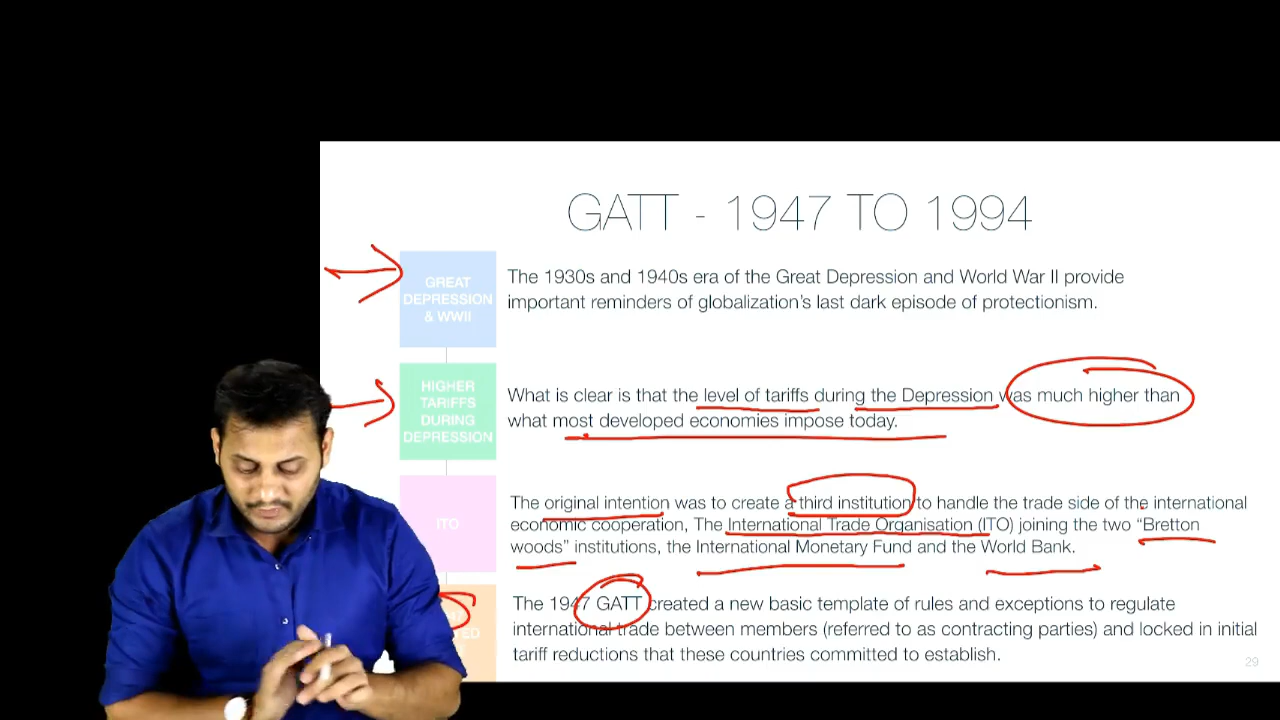 GATT - 1947 TO 1994
GREAT
DEPRESSION
& WWII
The 1930s and 1940s era of the Great Depression and World War II provide
important reminders of globalization's last dark episode of protectionism.
HIGHER
TARIFFS
DURING
DEPRESSION
What is clear is that the level of tariffs during the Depression was much higher than
what most developed economies impose today.
ITO
The original intention was to create a third institution to handle the trade side of the international
economic cooperation, The International Trade Organisation (ITO) joining the two “Bretton
woods” institutions, the International Monetary Fund and the World Bank.
The 1947 GATT created a new basic template of rules and exceptions to regulate
international trade between members (referred to as contracting parties) and locked in initial
tariff reductions that these countries committed to establish.
29